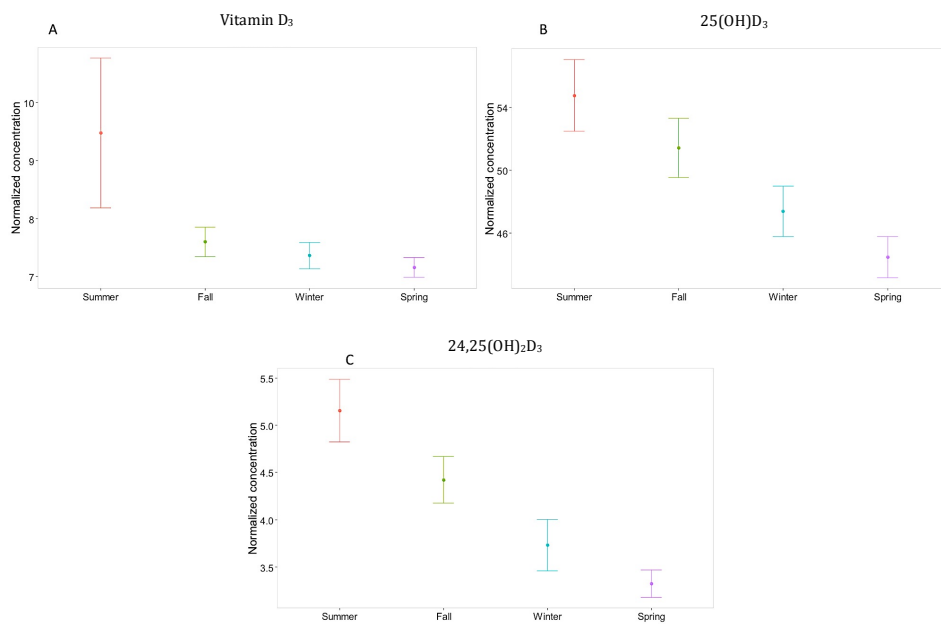 Vitamin D₃
A
Normalized concentration
10
9
8
7
Summer Fall Winter Spring
25(OH)D₃
B
Normalized concentration
54
50
46
Summer Fall Winter Spring
24,25(OH)₂D₃
C
Normalized concentration
5.5
5.0
4.5
4.0
3.5
Summer Fall Winter Spring